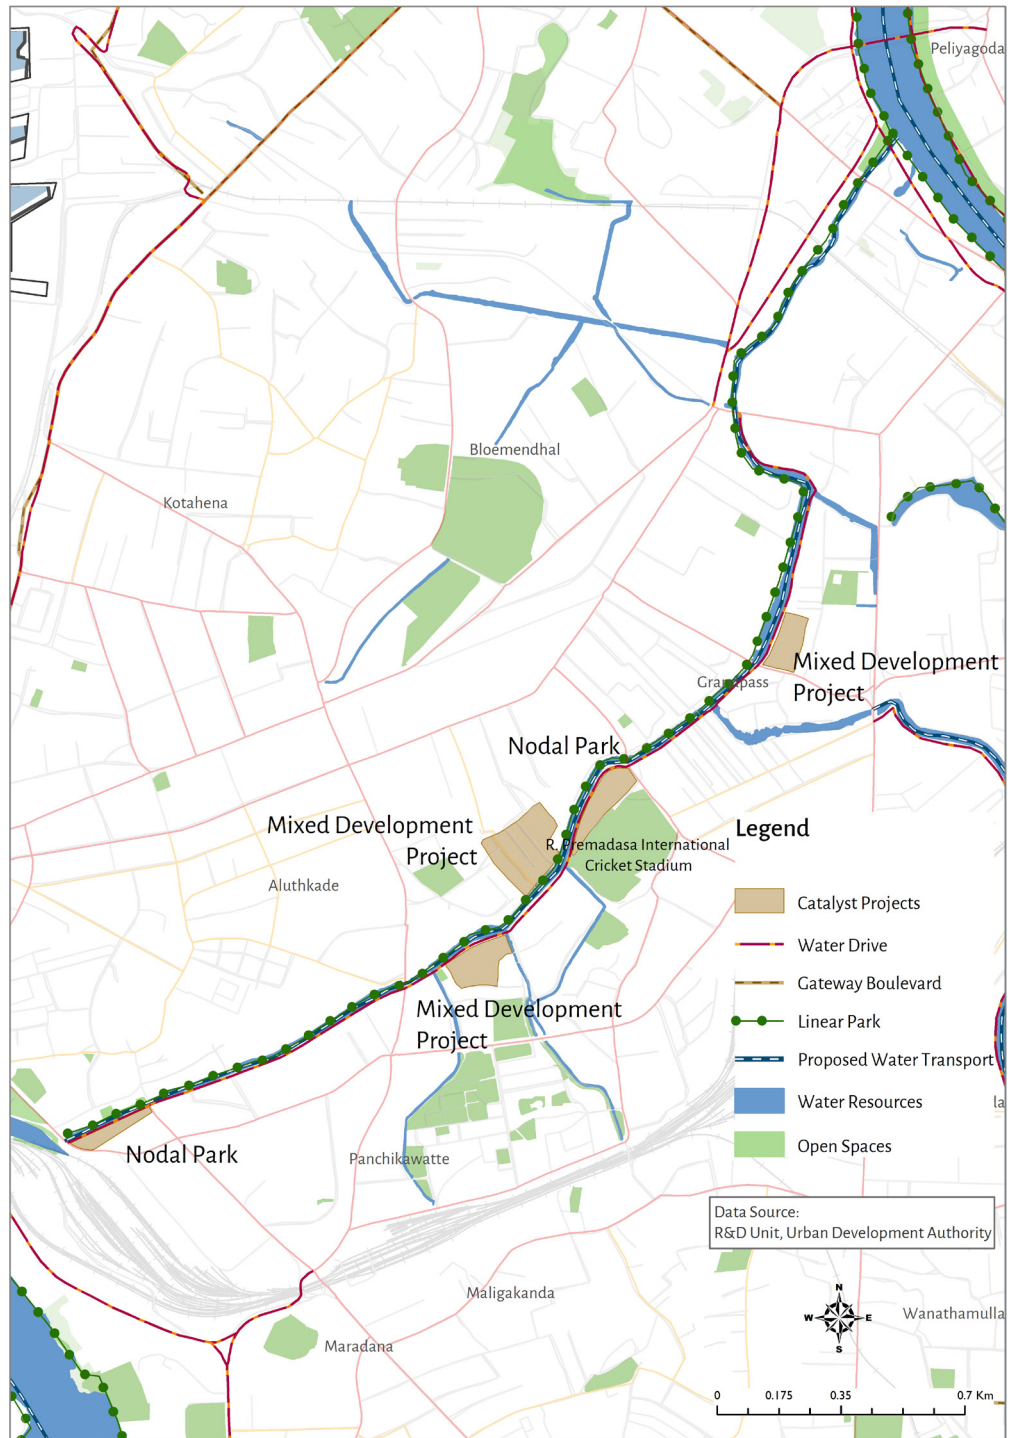 Peliyagoda
Bloemendhal
Kotahena
Mixed Development
Project
Grandpass
Nodal Park
Mixed Development
Project
R. Premadasa International
Cricket Stadium
Aluthkade
Mixed Development
Project
Nodal Park
Panchikawatte
Maligakanda
Maradana
Wanathamulla
Legend
Catalyst Projects
Water Drive
Gateway Boulevard
Linear Park
Proposed Water Transport
Water Resources
la
Open Spaces
Data Source:
R&D Unit, Urban Development Authority
N
W E
S
0 0.175 0.35 0.7 Km